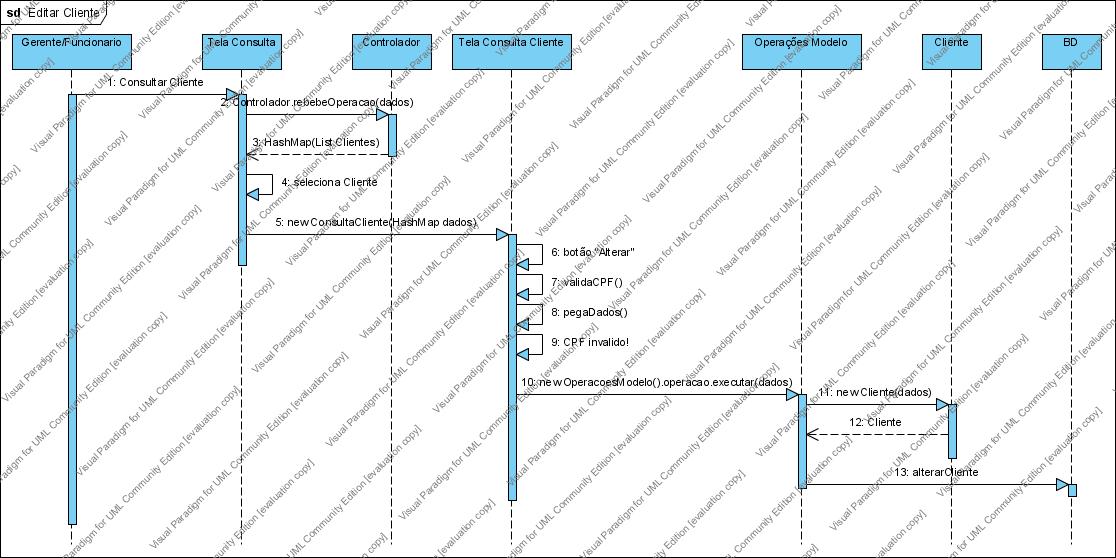 sd Editar Cliente
Gerente/Funcionario
Tela Consulta
Controlador
Tela Consulta Cliente
Operações Modelo
Cliente
BD
1: Consultar Cliente
2: Controlador.rebebeOperacao(dados)
3: HashMap(List Clientes)
4: seleciona Cliente
5: newConsultaCliente(HashMap dados)
6: botão "Alterar"
7: validaCPF()
8: pegaDados()
9: CPF invalido!
10: newOperacoesModelo().operacao.executar(dados)
11: newCliente(dados)
12: Cliente
13: alterarCliente
Visual Paradigm for UML Community Edition [evaluation copy]